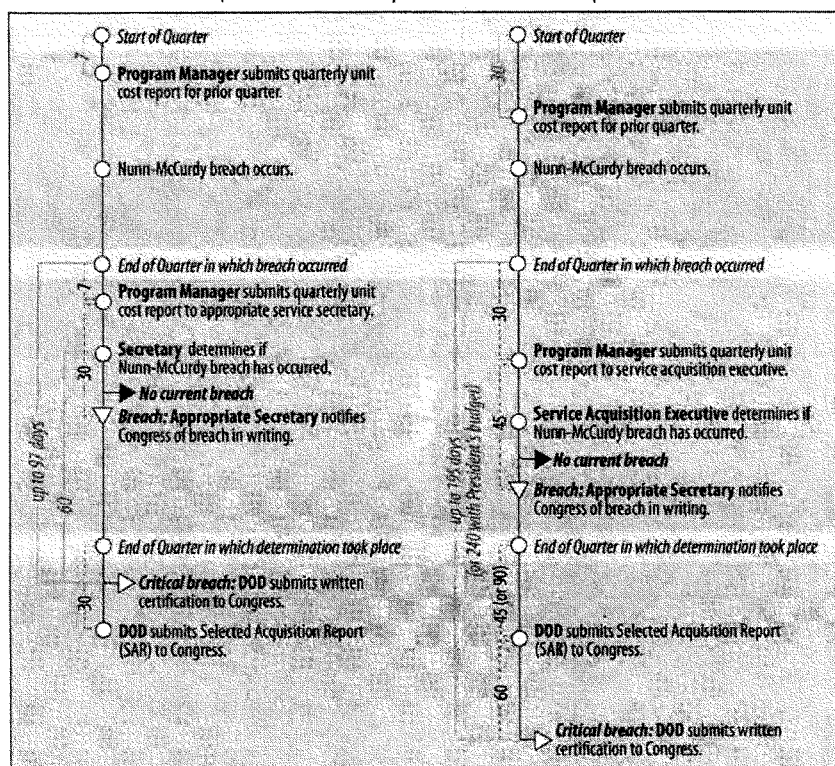 Start of Quarter
7
Program Manager submits quarterly unit
cost report for prior quarter.
Nunn-McCurdy breach occurs.
End of Quarter in which breach occurred
7
Program Manager submits quarterly unit
cost report to appropriate service secretary.
Secretary determines if
Nunn-McCurdy breach has occurred.
30
No current breach
Breach: Appropriate Secretary notifies
Congress of breach in writing.
up to 97 days
60
End of Quarter in which determination took place
Critical breach: DOD submits written
certification to Congress.
30
DOD submits Selected Acquisition Report
(SAR) to Congress.
Start of Quarter
30
Program Manager submits quarterly unit
cost report for prior quarter.
Nunn-McCurdy breach occurs.
End of Quarter in which breach occurred
30
Program Manager submits quarterly unit
cost report to service acquisition executive.
45
Service Acquisition Executive determines if
Nunn-McCurdy breach has occurred.
No current breach
Breach: Appropriate Secretary notifies
Congress of breach in writing.
up to 195 days
(or 240 with President's budget)
End of Quarter in which determination took place
45 (or 90)
DOD submits Selected Acquisition Report
(SAR) to Congress.
60
Critical breach: DOD submits written
certification to Congress.